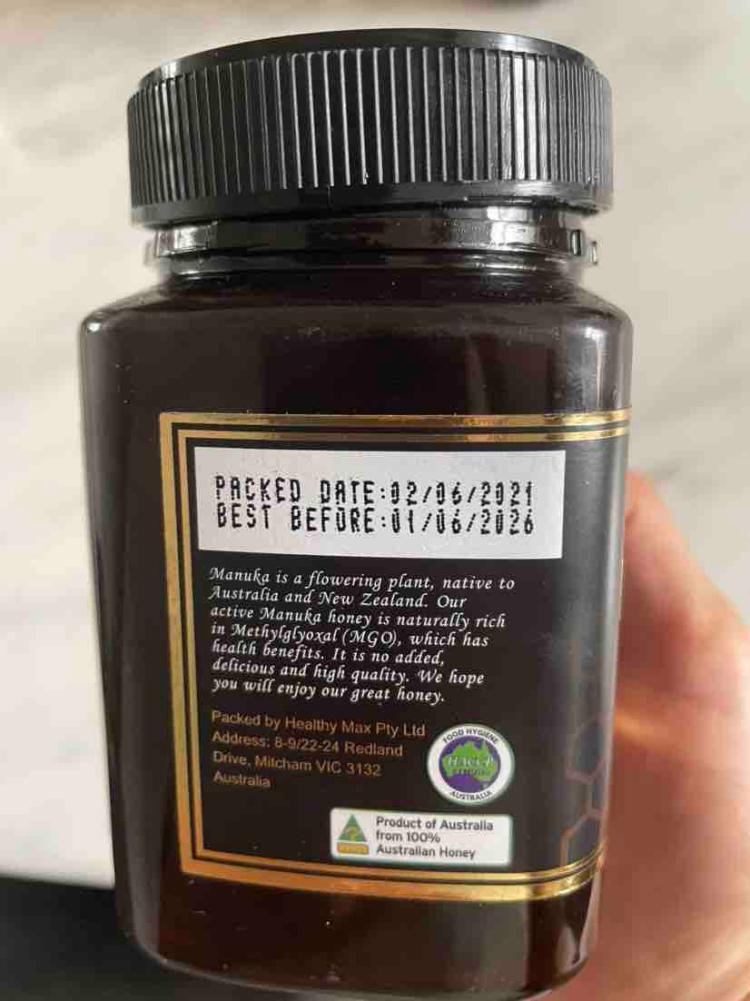 PACKED DATE:02/06/2021
BEST BEFORE:01/06/2026
Manuka is a flowering plant, native to
Australia and New Zealand. Our
active Manuka honey is naturally rich
in Methylglyoxal (MGO), which has
health benefits. It is no added,
delicious and high quality. We hope
you will enjoy our great honey.
Packed by Healthy Max Pty Ltd
Address: 8-9/22-24 Redland
Drive, Mitcham VIC 3132
Australia
FOOD HYGIENE
HACCP
AUSTRALIA
Product of Australia
from 100%
Australian Honey